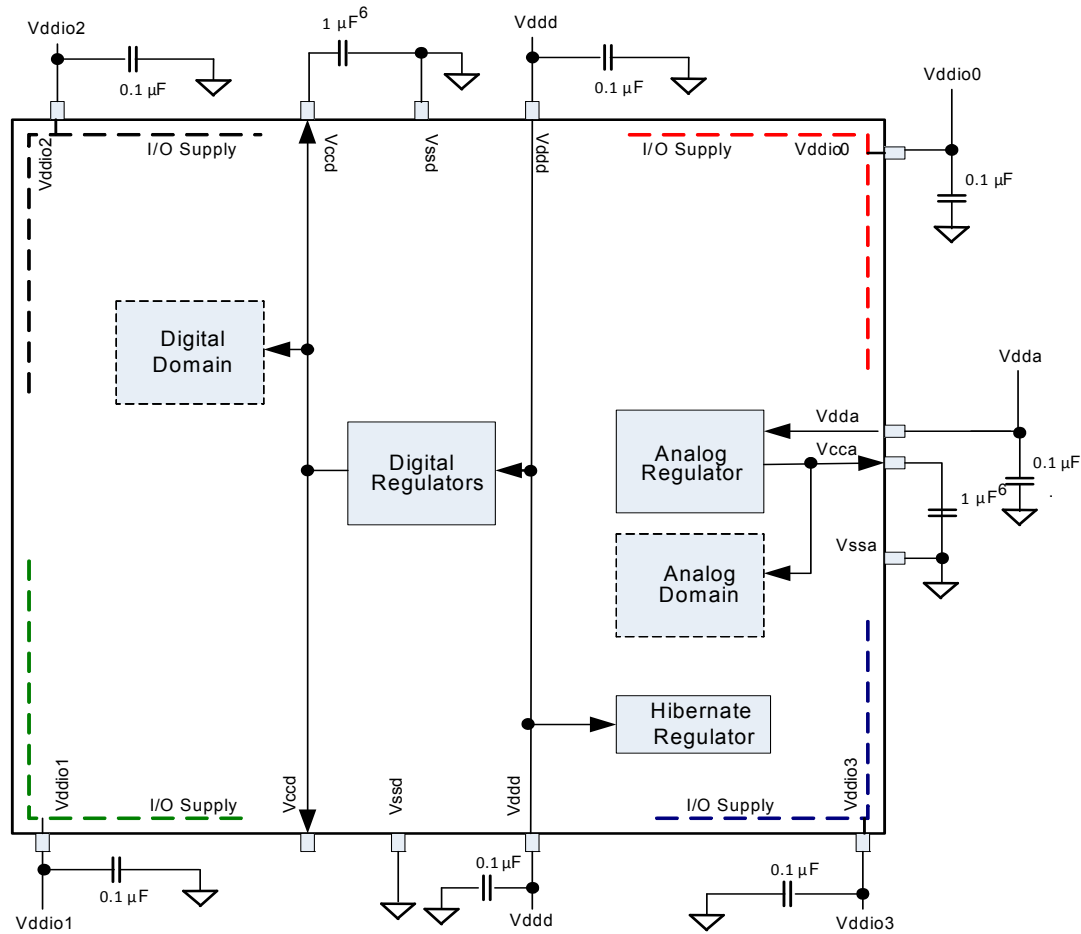 Vddio2
1 µF6
Vddd
0.1 µF
0.1 µF
Vddio0
0.1 µF
Vddio2
I/O Supply
Vccd
Vssd
Vddd
I/O Supply
Vddio0
Digital
Domain
Vdda
Vdda
Vcca
0.1 µF
1 µF6
.
Vssa
Digital
Regulators
Analog
Regulator
Analog
Domain
Hibernate
Regulator
Vddio1
I/O Supply
Vccd
Vssd
Vddd
I/O Supply
Vddio3
0.1 µF
Vddio1
0.1 µF
Vddd
0.1 µF
Vddio3